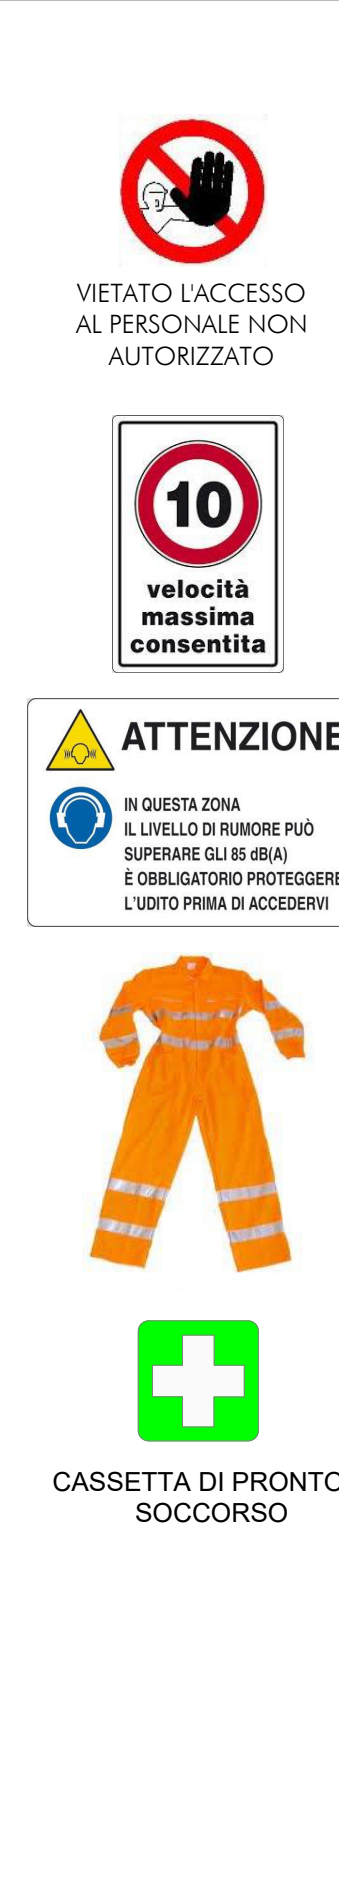 VIETATO L'ACCESSO
AL PERSONALE NON
AUTORIZZATO
10
velocità
massima
consentita
ATTENZIONE
IN QUESTA ZONA
IL LIVELLO DI RUMORE PUÒ
SUPERARE GLI 85 dB(A)
È OBBLIGATORIO PROTEGGERE
L'UDITO PRIMA DI ACCEDERVI
CASSETTA DI PRONTO
SOCCORSO